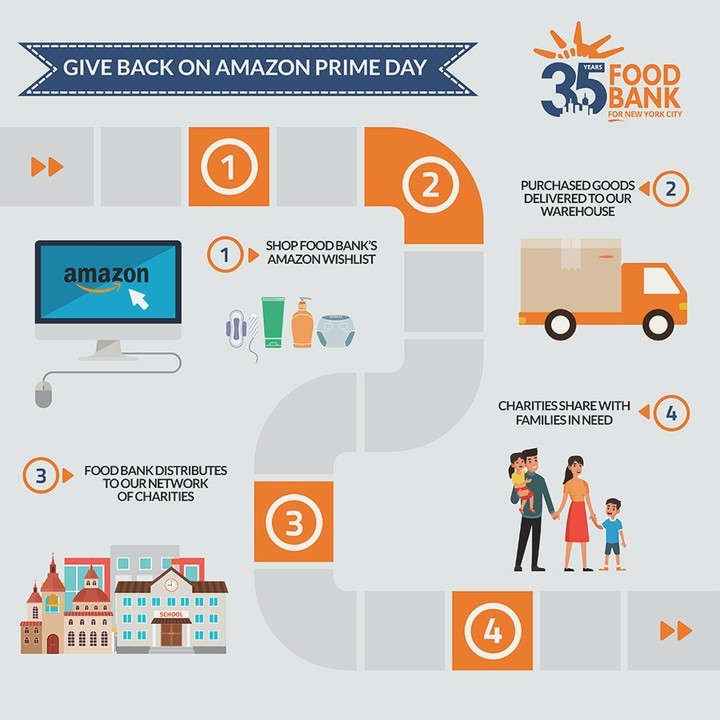 GIVE BACK ON AMAZON PRIME DAY
35 YEARS
FOOD
BANK
FOR NEW YORK CITY
1
2
1
SHOP FOOD BANK'S
AMAZON WISHLIST
amazon
2
PURCHASED GOODS
DELIVERED TO OUR
WAREHOUSE
3
FOOD BANK DISTRIBUTES
TO OUR NETWORK
OF CHARITIES
SCHOOL
3
4
CHARITIES SHARE WITH
FAMILIES IN NEED
4